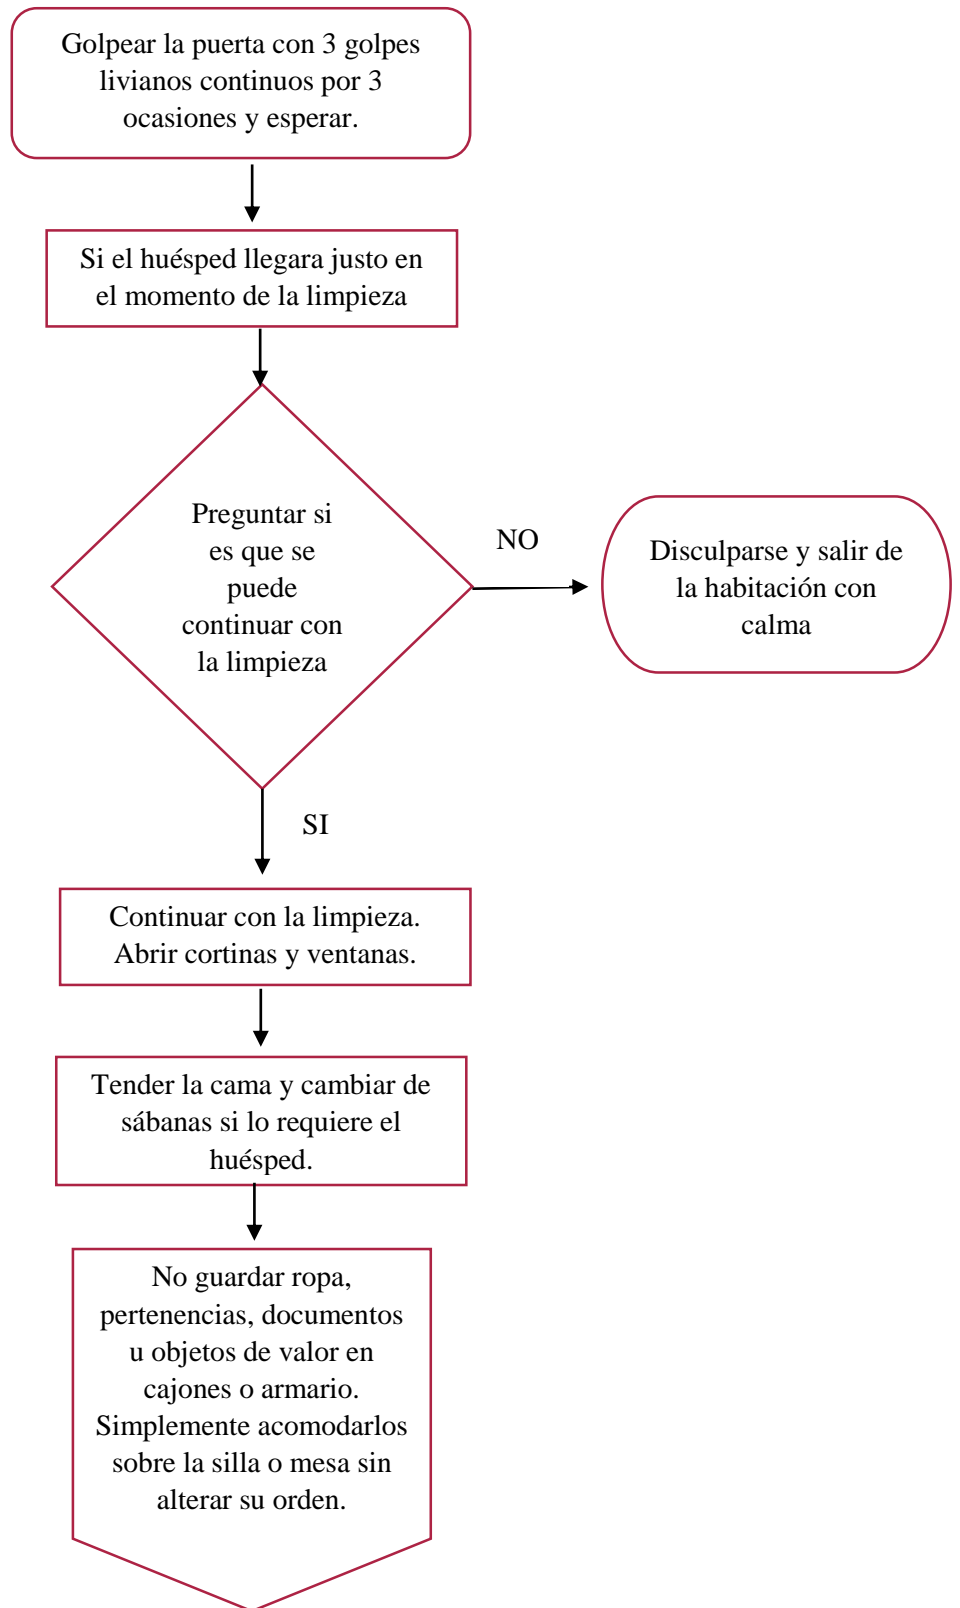 Golpear la puerta con 3 golpes
livianos continuos por 3
ocasiones y esperar.
Si el huésped llegara justo en
el momento de la limpieza
Preguntar si
es que se
puede
continuar con
la limpieza
NO
Disculparse y salir de
la habitación con
calma
SI
Continuar con la limpieza.
Abrir cortinas y ventanas.
Tender la cama y cambiar de
sábanas si lo requiere el
huésped.
No guardar ropa,
pertenencias, documentos
u objetos de valor en
cajones o armario.
Simplemente acomodarlos
sobre la silla o mesa sin
alterar su orden.